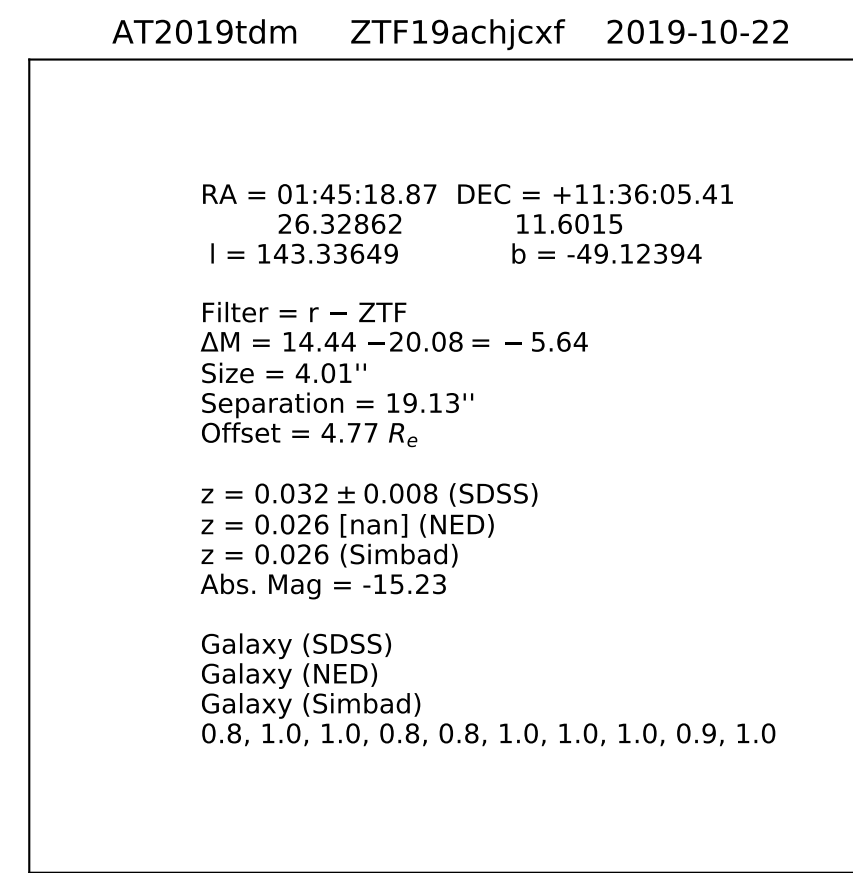 AT2019tdm ZTF19achjcxf 2019-10-22
RA = 01:45:18.87 DEC = +11:36:05.41
26.32862 11.6015
l = 143.33649 b = -49.12394
Filter = r − ZTF
ΔM = 14.44 −20.08 = − 5.64
Size = 4.01''
Separation = 19.13''
Offset = 4.77 Rₑ
z = 0.032 ± 0.008 (SDSS)
z = 0.026 [nan] (NED)
z = 0.026 (Simbad)
Abs. Mag = -15.23
Galaxy (SDSS)
Galaxy (NED)
Galaxy (Simbad)
0.8, 1.0, 1.0, 0.8, 0.8, 1.0, 1.0, 1.0, 0.9, 1.0